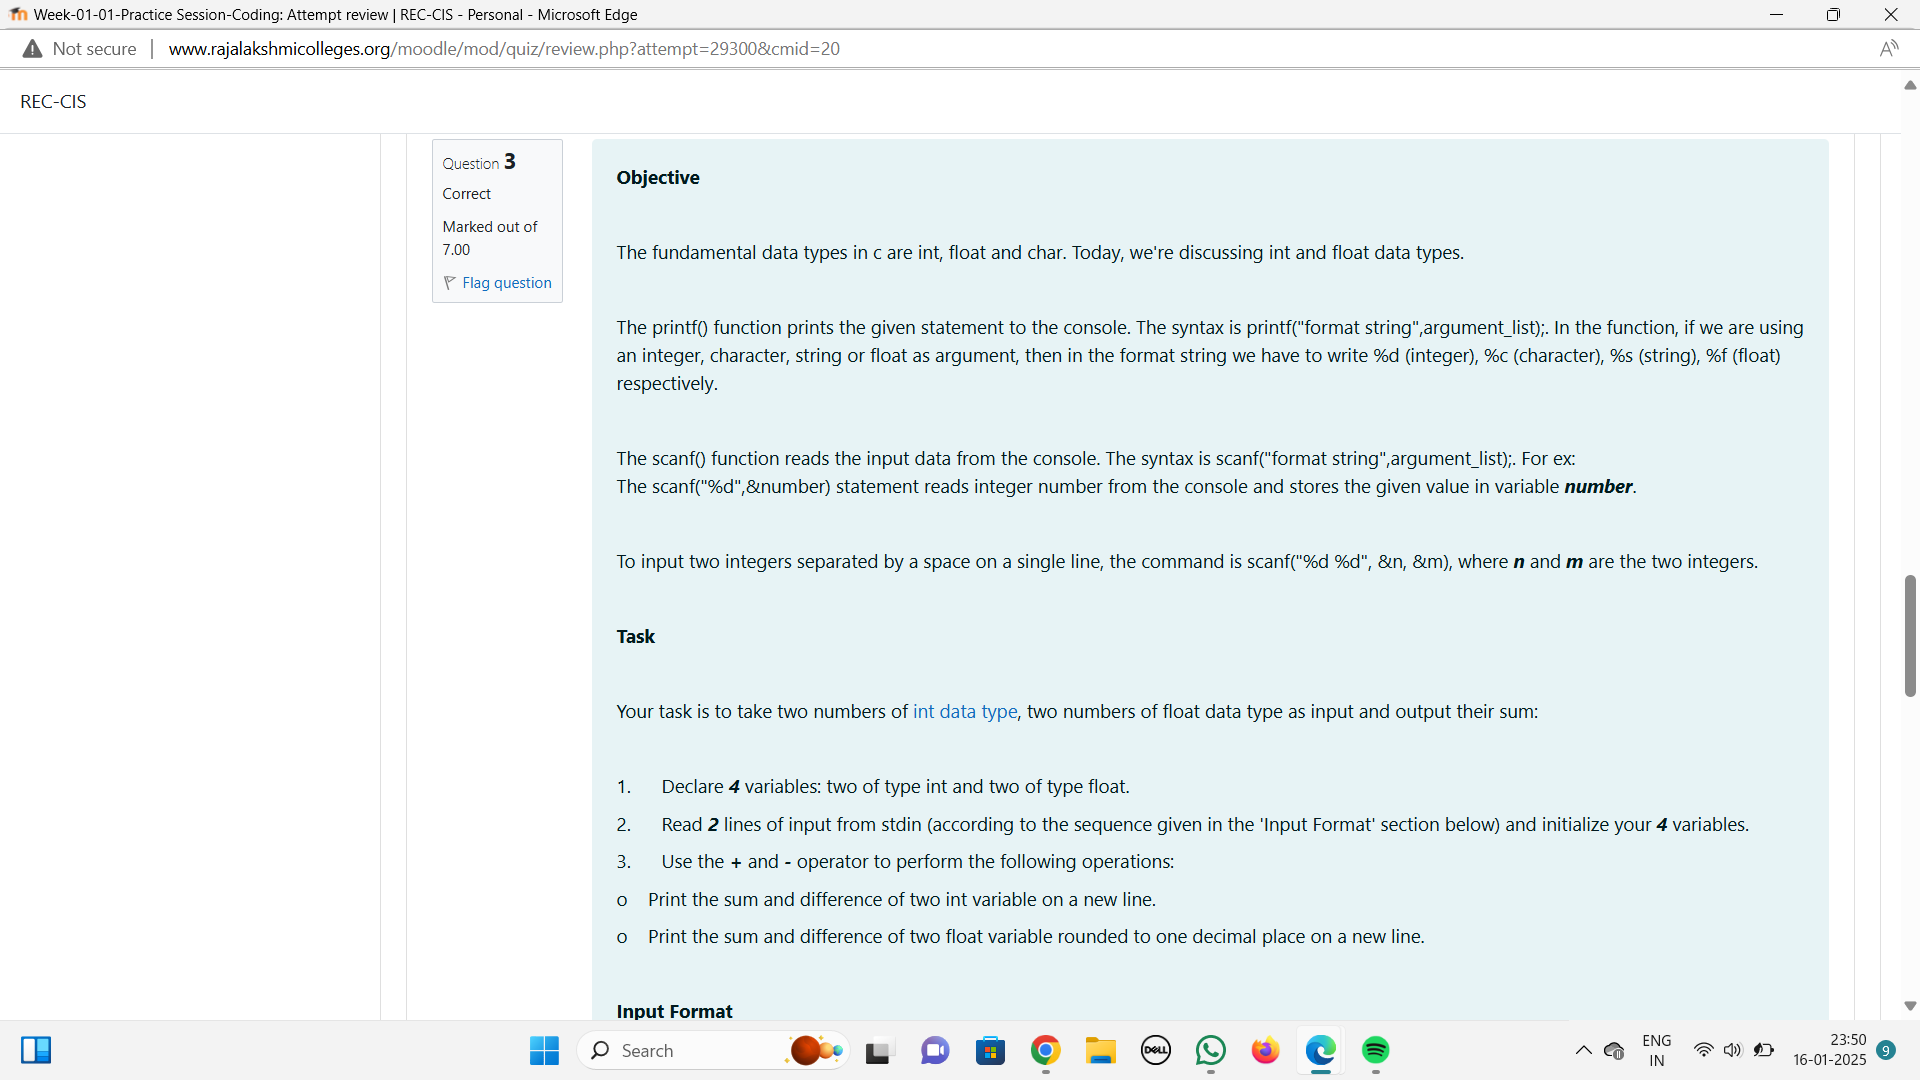 Week-01-01-Practice Session-Coding: Attempt review | REC-CIS - Personal - Microsoft Edge
Not secure | www.rajalakshmicolleges.org/moodle/mod/quiz/review.php?attempt=29300&cmid=20
REC-CIS
Question 3
Correct
Marked out of
7.00
Flag question
Objective
The fundamental data types in c are int, float and char. Today, we're discussing int and float data types.
The printf() function prints the given statement to the console. The syntax is printf("format string",argument_list);. In the function, if we are using
an integer, character, string or float as argument, then in the format string we have to write %d (integer), %c (character), %s (string), %f (float)
respectively.
The scanf() function reads the input data from the console. The syntax is scanf("format string",argument_list);. For ex:
The scanf("%d",&number) statement reads integer number from the console and stores the given value in variable number.
To input two integers separated by a space on a single line, the command is scanf("%d %d", &n, &m), where n and m are the two integers.
Task
Your task is to take two numbers of int data type, two numbers of float data type as input and output their sum:
1. Declare 4 variables: two of type int and two of type float.
2. Read 2 lines of input from stdin (according to the sequence given in the 'Input Format' section below) and initialize your 4 variables.
3. Use the + and - operator to perform the following operations:
o Print the sum and difference of two int variable on a new line.
o Print the sum and difference of two float variable rounded to one decimal place on a new line.
Input Format
Search
DELL
ENG
IN
23:50
16-01-2025
9